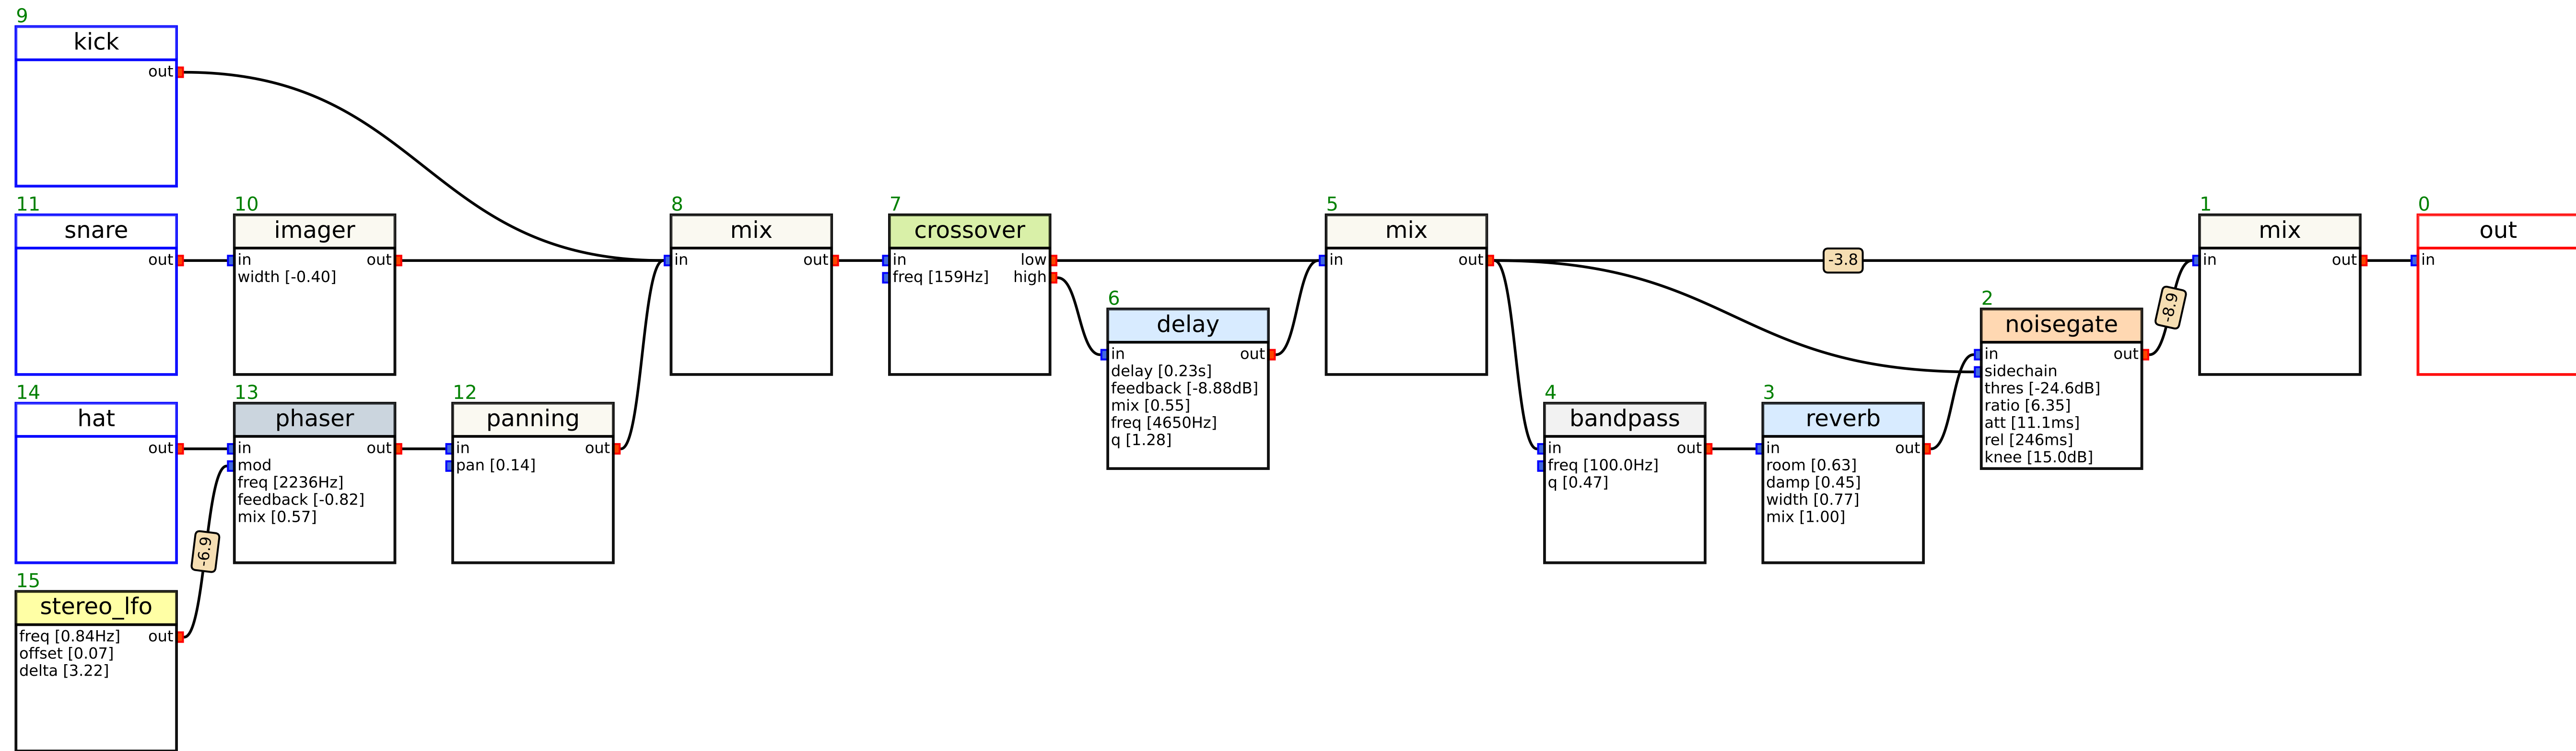 9
kick
out
11
snare
out
10
imager
in out
width [-0.40]
14
hat
out
13
phaser
in out
mod
freq [2236Hz]
feedback [-0.82]
mix [0.57]
12
panning
in out
pan [0.14]
15
stereo_lfo
freq [0.84Hz] out
offset [0.07]
delta [3.22]
-6.9
8
mix
in out
7
crossover
in low
freq [159Hz] high
6
delay
in out
delay [0.23s]
feedback [-8.88dB]
mix [0.55]
freq [4650Hz]
q [1.28]
5
mix
in out
4
bandpass
in out
freq [100.0Hz]
q [0.47]
3
reverb
in out
room [0.63]
damp [0.45]
width [0.77]
mix [1.00]
-3.8
2
noisegate
in out
sidechain
thres [-24.6dB]
ratio [6.35]
att [11.1ms]
rel [246ms]
knee [15.0dB]
-8.9
1
mix
in out
0
out
in